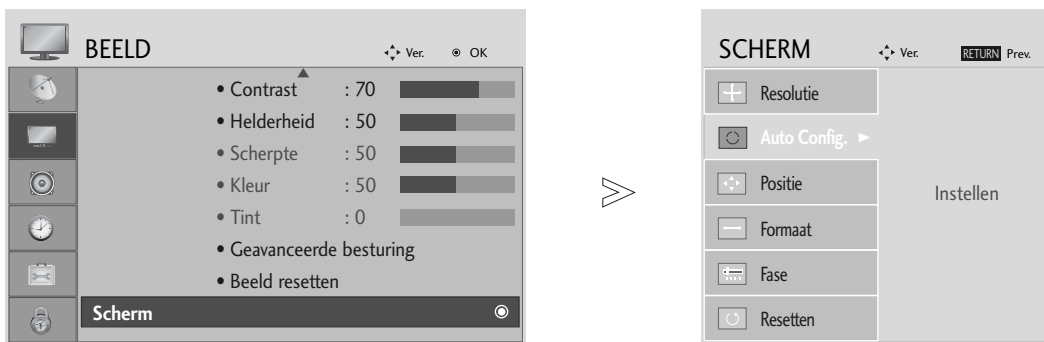 BEELD Ver. OK
• Contrast : 70
• Helderheid : 50
• Scherpte : 50
• Kleur : 50
• Tint : 0
• Geavanceerde besturing
• Beeld resetten
Scherm
SCHERM Ver. RETURN Prev.
Resolutie
Auto Config.
Positie
Formaat
Fase
Resetten
Instellen